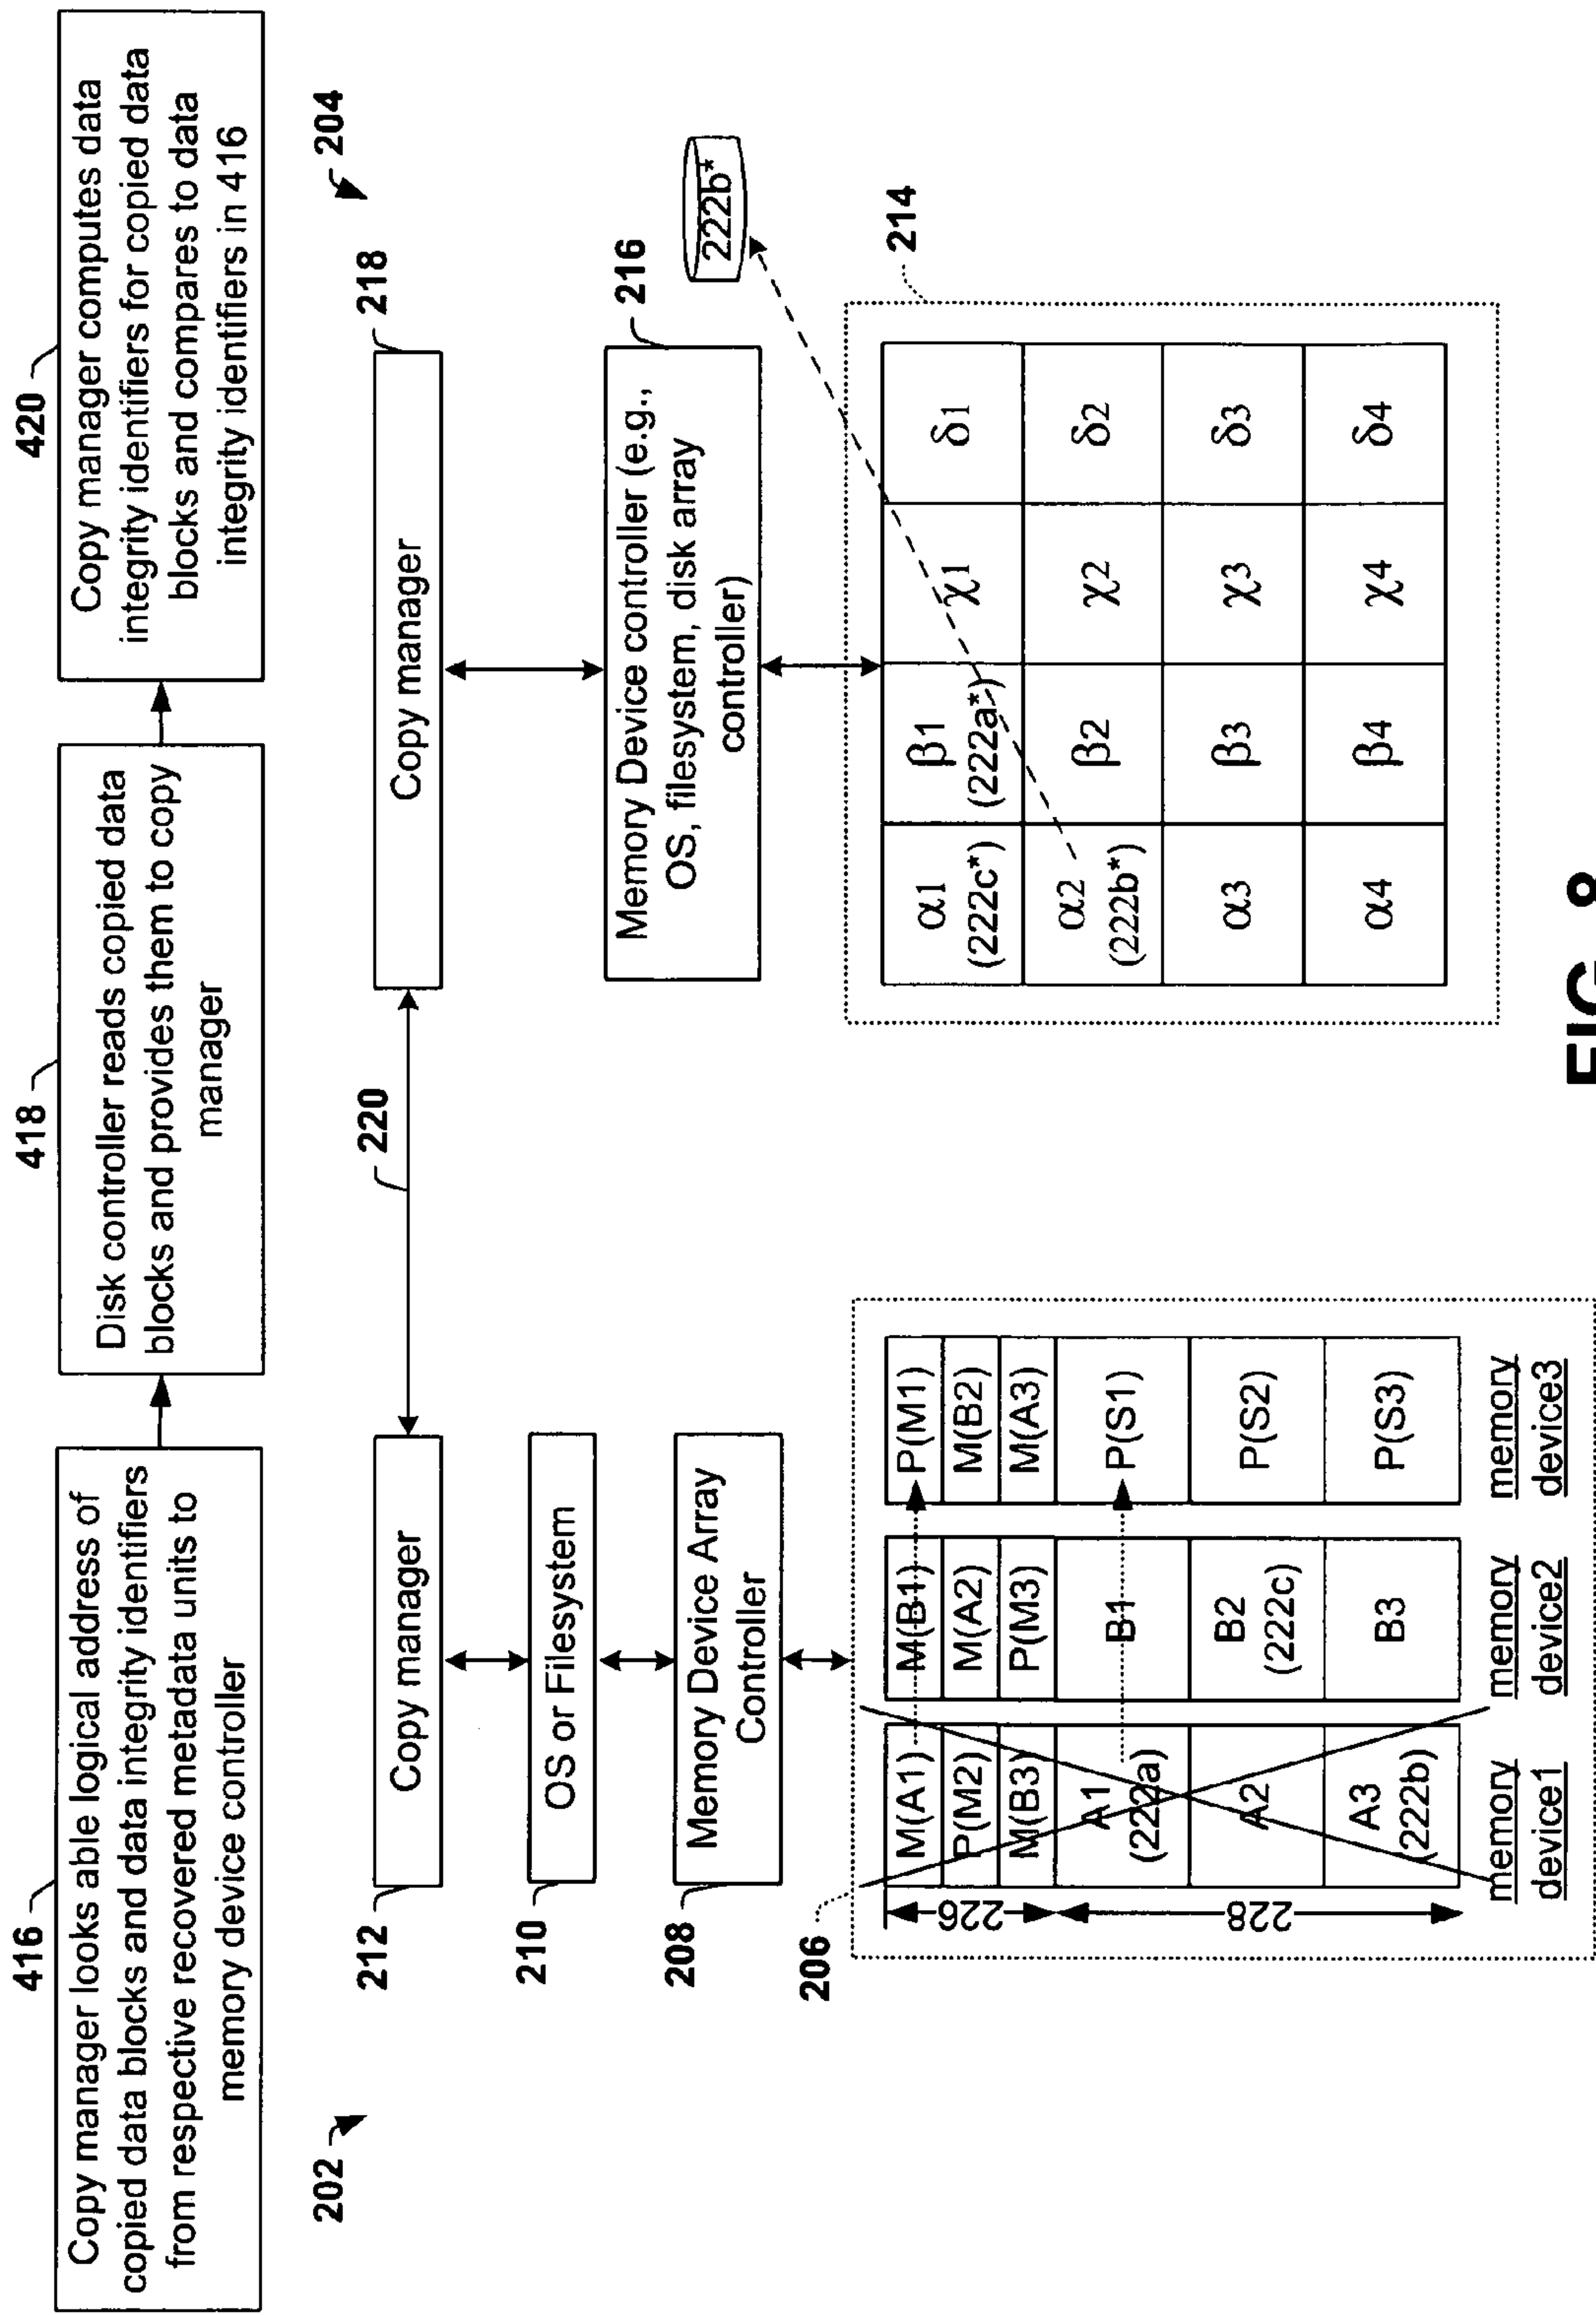 416
Copy manager looks able logical address of
copied data blocks and data integrity identifiers
from respective recovered metadata units to
memory device controller
418
Disk controller reads copied data
blocks and provides them to copy
manager
420
Copy manager computes data
integrity identifiers for copied data
blocks and compares to data
integrity identifiers in 416
202
204
212
Copy manager
220
218
Copy manager
210
OS or Filesystem
208
Memory Device Array
Controller
216
Memory Device controller (e.g.,
OS, filesystem, disk array
controller)
222b*
206
226
228
M(A1)
P(M2)
M(B3)
A1
(222a)
A2
A3
(222b)
memory
device1
M(B1)
M(A2)
P(M3)
B1
B2
(222c)
B3
memory
device2
P(M1)
M(B2)
M(A3)
P(S1)
P(S2)
P(S3)
memory
device3
214
α1 β1 χ1 δ1
(222c*) (222a*)
α2 β2 χ2 δ2
(222b*)
α3 β3 χ3 δ3
α4 β4 χ4 δ4
FIG. 8